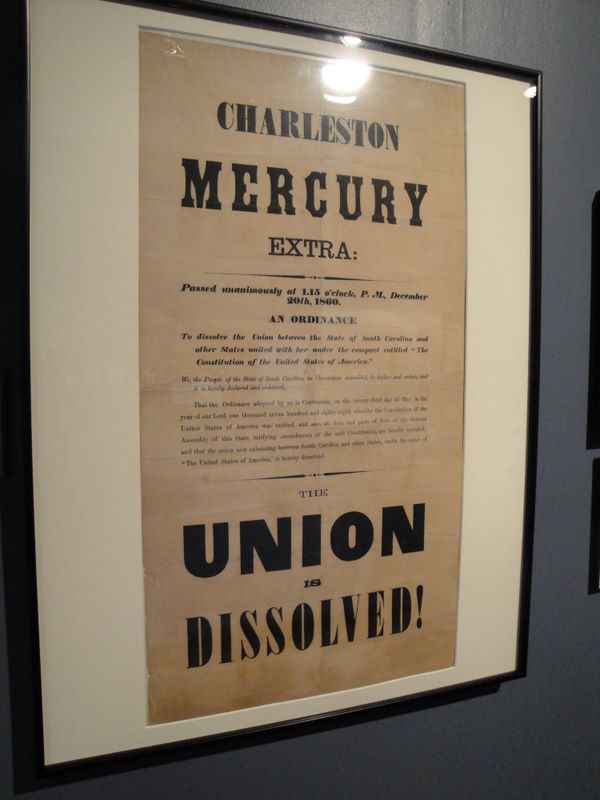 CHARLESTON
MERCURY
EXTRA:
Passed unanimously at 1.15 o'clock, P. M., December
20th, 1860.
AN ORDINANCE
To dissolve the Union between the State of South Carolina and
other States united with her under the compact entitled "The
Constitution of the United States of America."
We, the People of the State of South Carolina, in Convention assembled, do declare and ordain, and
it is hereby declared and ordained,
That the Ordinance adopted by us in Convention, on the twenty-third day of May, in the
year of our Lord one thousand seven hundred and eighty-eight, whereby the Constitution of the
United States of America was ratified, and also, all Acts and parts of Acts of the General
Assembly of this State, ratifying amendments of the said Constitution, are hereby repealed;
and that the union now subsisting between South Carolina and other States, under the name of
"The United States of America," is hereby dissolved.
THE
UNION
IS
DISSOLVED!